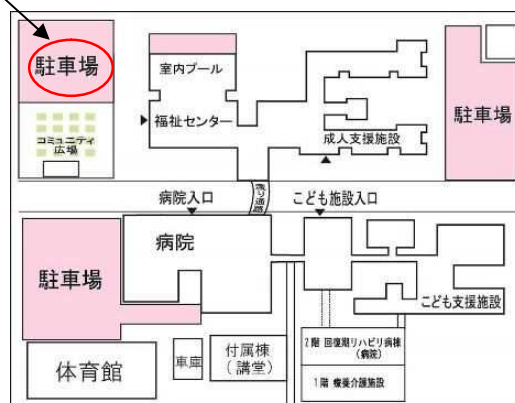 駐車場
室内プール
福祉センター
成人支援施設
駐車場
コミュニティ
広場
渡り通路
病院入口
こども施設入口
病院
駐車場
こども支援施設
2階 回復期リハビリ病棟
(病院)
1階 療養介護施設
体育館
車庫
付属棟
(講堂)